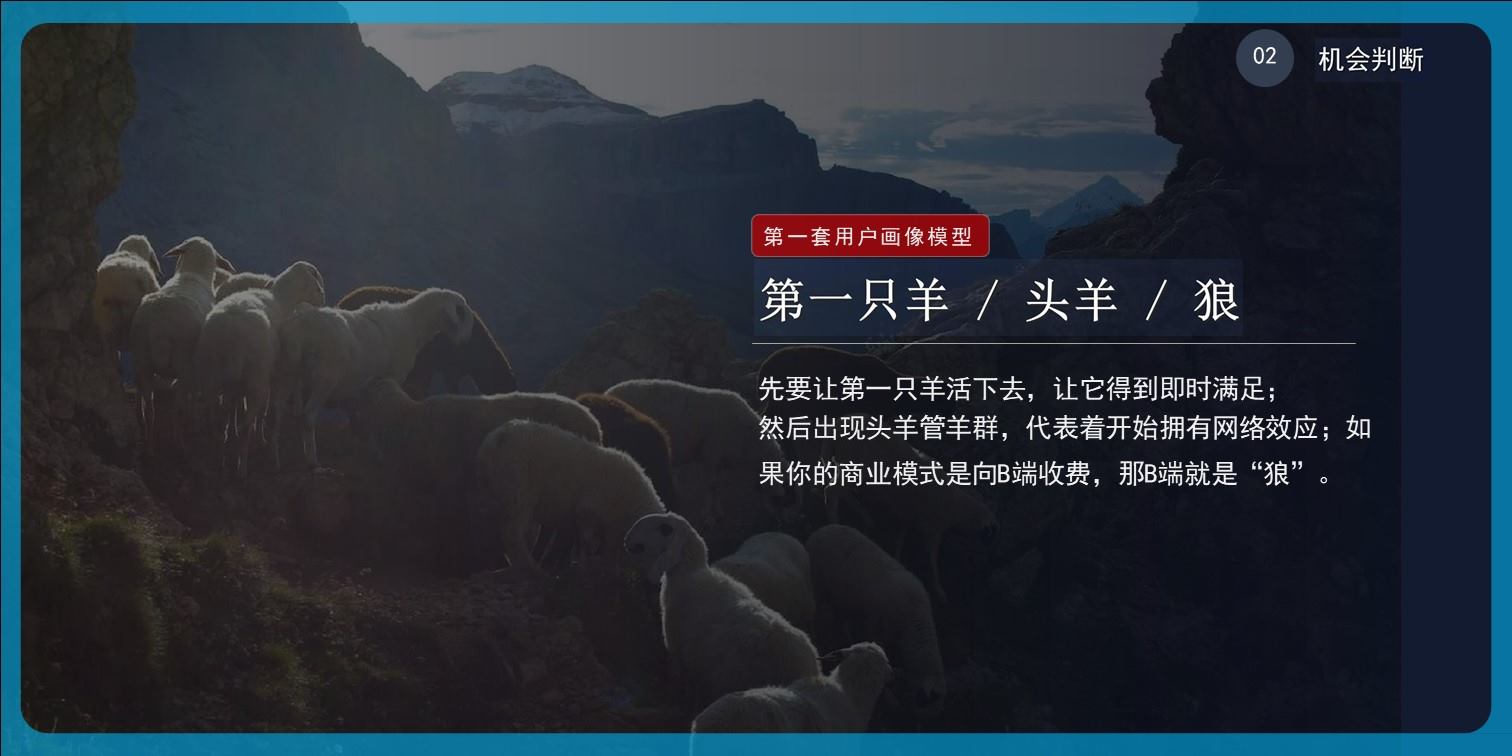 02 机会判断
第一套用户画像模型
第一只羊 / 头羊 / 狼
先要让第一只羊活下去，让它得到即时满足；
然后出现头羊管羊群，代表着开始拥有网络效应；如
果你的商业模式是向B端收费，那B端就是“狼”。